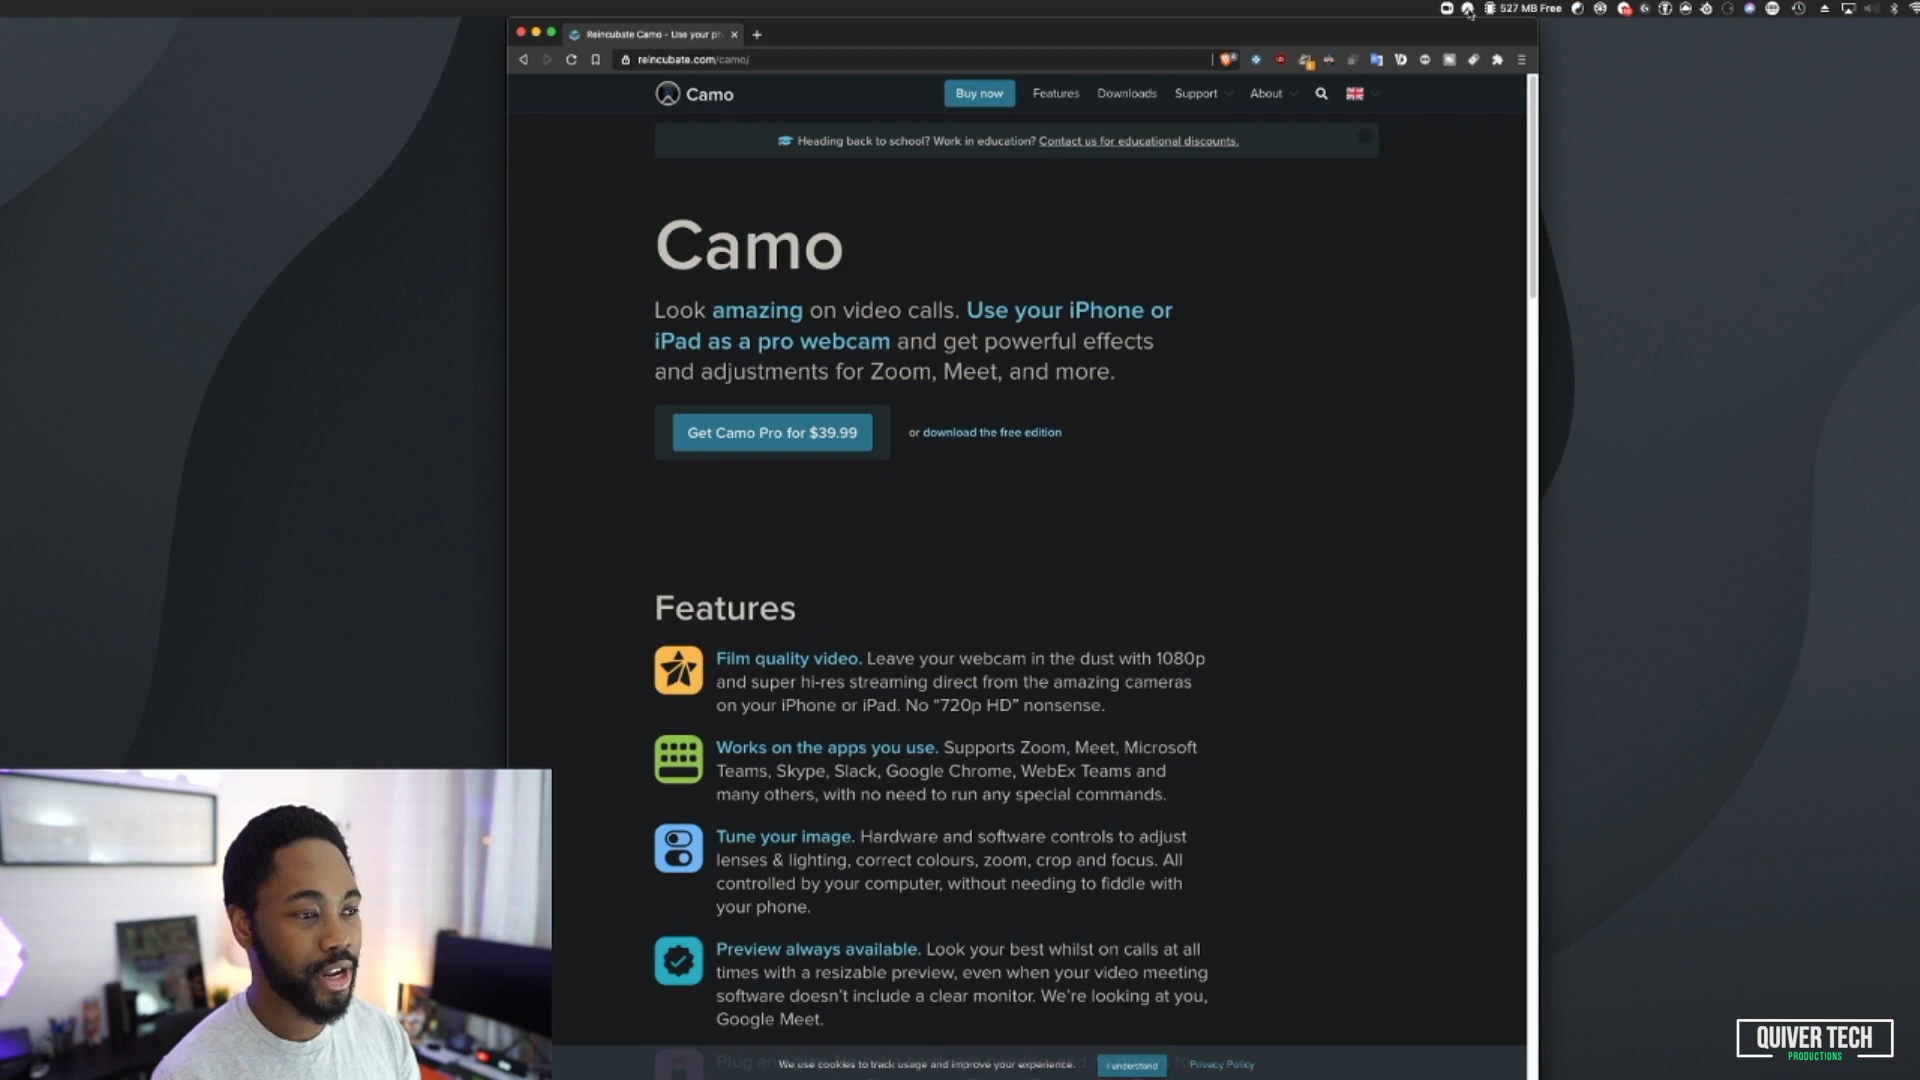 527 MB Free
Reincubate Camo - Use your ph
reincubate.com/camo/
Camo
Buy now
Features
Downloads
Support
About
Heading back to school? Work in education? Contact us for educational discounts.
Camo
Look amazing on video calls. Use your iPhone or
iPad as a pro webcam and get powerful effects
and adjustments for Zoom, Meet, and more.
Get Camo Pro for $39.99
or download the free edition
Features
Film quality video. Leave your webcam in the dust with 1080p
and super hi-res streaming direct from the amazing cameras
on your iPhone or iPad. No “720p HD” nonsense.
Works on the apps you use. Supports Zoom, Meet, Microsoft
Teams, Skype, Slack, Google Chrome, WebEx Teams and
many others, with no need to run any special commands.
Tune your image. Hardware and software controls to adjust
lenses & lighting, correct colours, zoom, crop and focus. All
controlled by your computer, without needing to fiddle with
your phone.
Preview always available. Look your best whilst on calls at all
times with a resizable preview, even when your video meeting
software doesn’t include a clear monitor. We’re looking at you,
Google Meet.
We use cookies to track usage and improve your experience.
I understand
Privacy Policy
QUIVER TECH
PRODUCTIONS